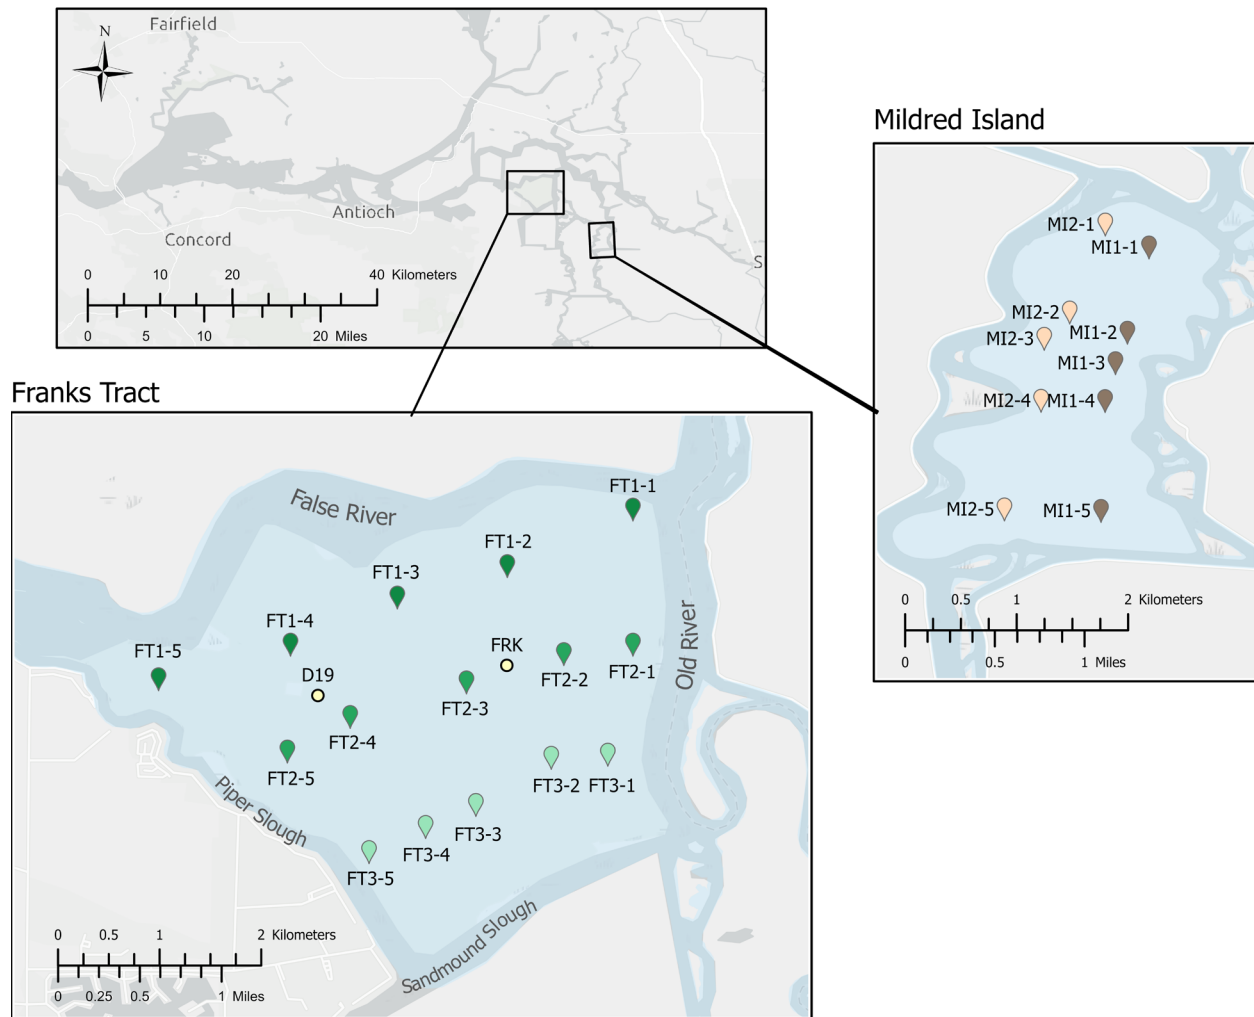 Fairfield
N
Antioch
Concord
S
0 10 20 40 Kilometers
0 5 10 20 Miles
Mildred Island
MI2-1
MI1-1
MI2-2
MI1-2
MI2-3
MI1-3
MI2-4 MI1-4
MI2-5 MI1-5
0 0.5 1 2 Kilometers
0 0.5 1 Miles
Franks Tract
False River
FT1-1
FT1-2
FT1-3
FT1-4
FT1-5
FRK
D19
Old River
FT2-1
FT2-2
FT2-3
FT2-4
FT2-5
Piper Slough
FT3-1
FT3-2
FT3-3
FT3-4
FT3-5
Sandmound Slough
0 0.5 1 2 Kilometers
0 0.25 0.5 1 Miles